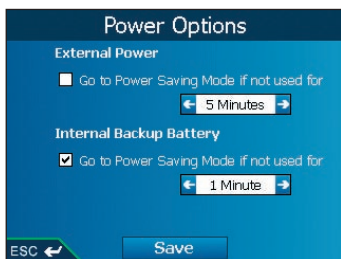 Power Options
External Power
Go to Power Saving Mode if not used for
5 Minutes
Internal Backup Battery
Go to Power Saving Mode if not used for
1 Minute
ESC
Save